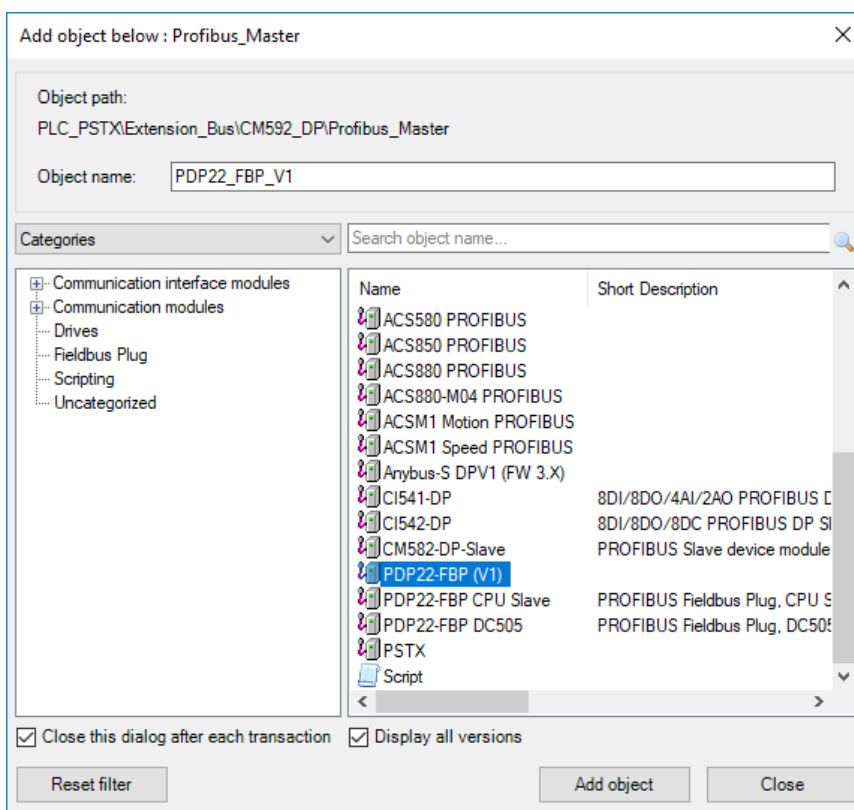 Add object below : Profibus_Master
Object path:
PLC_PSTX\Extension_Bus\CM592_DP\Profibus_Master
Object name: PDP22_FBP_V1
Categories
Search object name...
Communication interface modules
Communication modules
Drives
Fieldbus Plug
Scripting
Uncategorized
Name Short Description
ACS580 PROFIBUS
ACS850 PROFIBUS
ACS880 PROFIBUS
ACS880-M04 PROFIBUS
ACSM1 Motion PROFIBUS
ACSM1 Speed PROFIBUS
Anybus-S DPV1 (FW 3.X)
CI541-DP 8DI/8DO/4AI/2AO PROFIBUS D
CI542-DP 8DI/8DO/8DC PROFIBUS DP Sl
CM582-DP-Slave PROFIBUS Slave device module
PDP22-FBP (V1)
PDP22-FBP CPU Slave PROFIBUS Fieldbus Plug, CPU S
PDP22-FBP DC505 PROFIBUS Fieldbus Plug, DC505
PSTX
Script
Close this dialog after each transaction Display all versions
Reset filter Add object Close